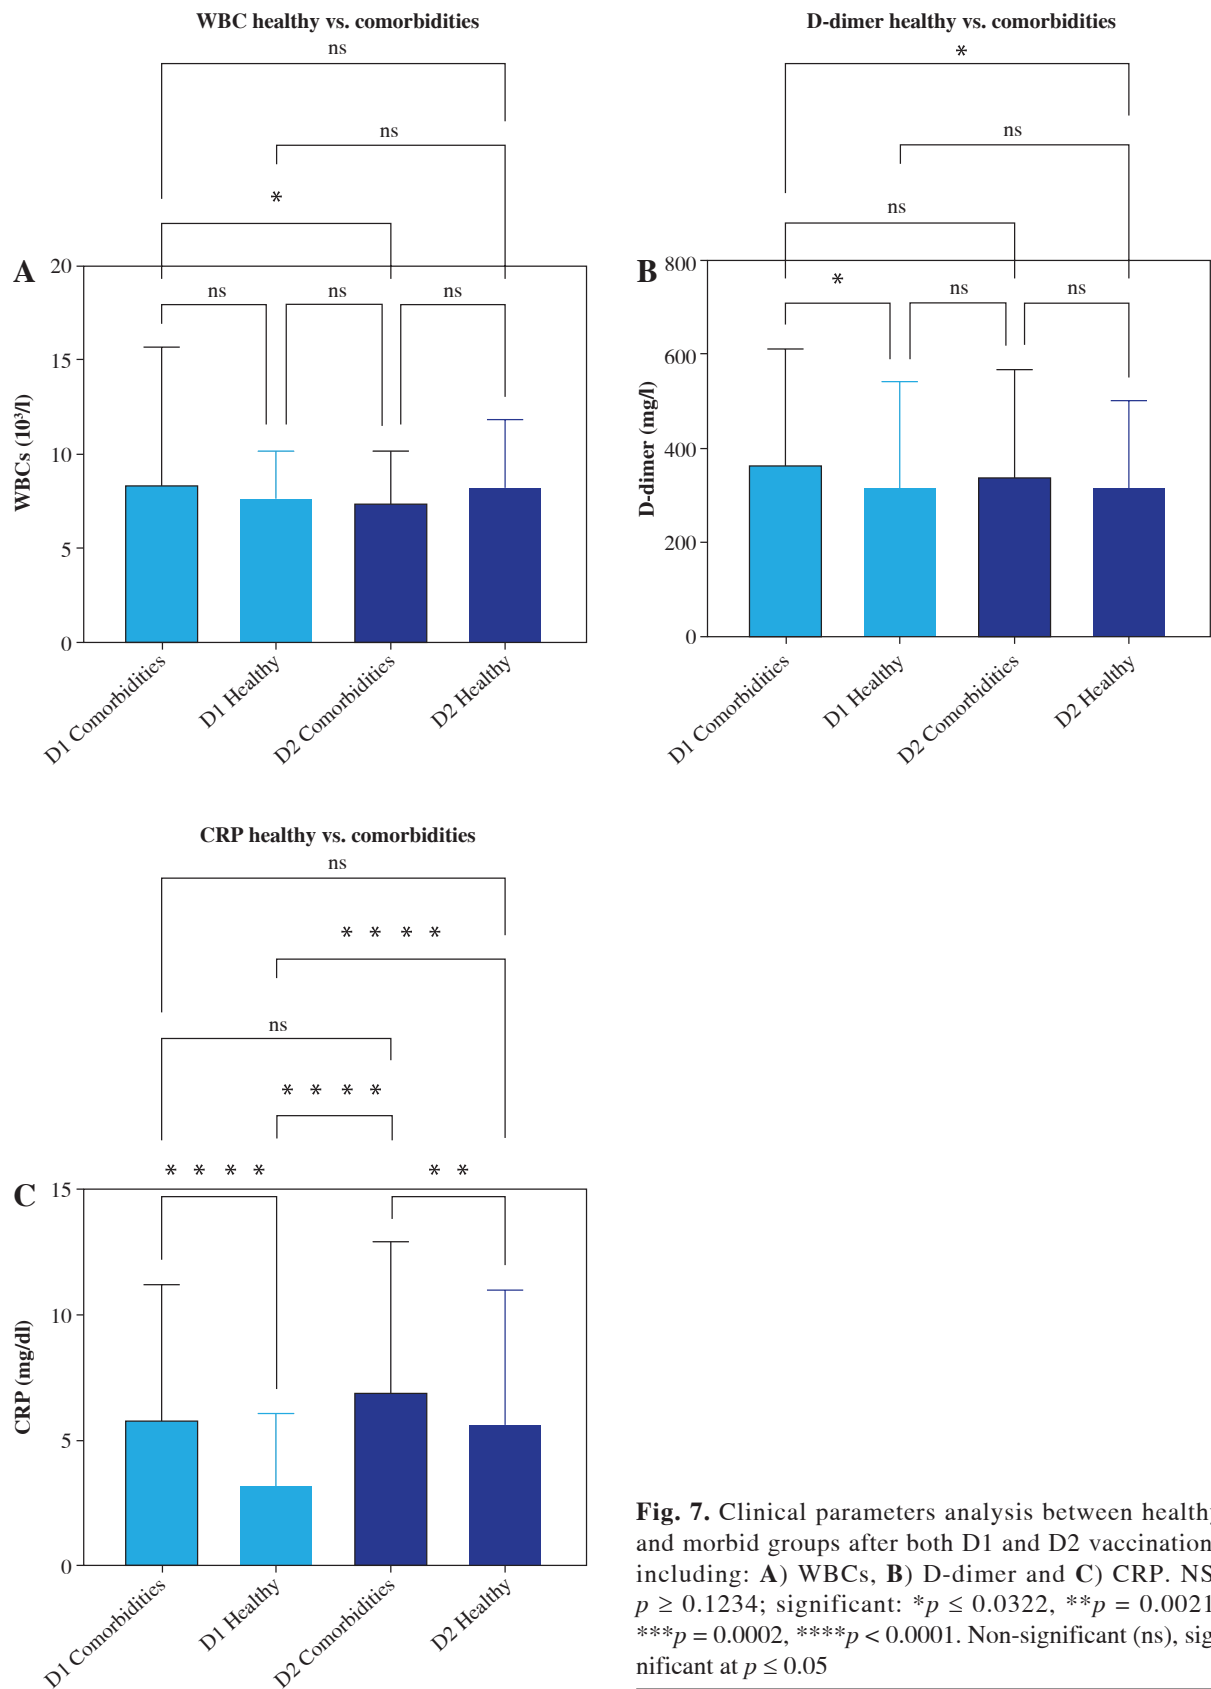 WBC healthy vs. comorbidities
ns
ns
*
A
ns
ns
ns
20
15
10
5
0
WBCs (10³/l)
D1 Comorbidities
D1 Healthy
D2 Comorbidities
D2 Healthy
D-dimer healthy vs. comorbidities
*
ns
ns
B
*
ns
ns
800
600
400
200
0
D-dimer (mg/l)
D1 Comorbidities
D1 Healthy
D2 Comorbidities
D2 Healthy
CRP healthy vs. comorbidities
ns
* * * *
ns
* * * *
* * * *
* *
C
15
10
5
0
CRP (mg/dl)
D1 Comorbidities
D1 Healthy
D2 Comorbidities
D2 Healthy
Fig. 7. Clinical parameters analysis between healthy
and morbid groups after both D1 and D2 vaccination
including: A) WBCs, B) D-dimer and C) CRP. NS
p ≥ 0.1234; significant: *p ≤ 0.0322, **p = 0.0021
***p = 0.0002, ****p < 0.0001. Non-significant (ns), sig
nificant at p ≤ 0.05